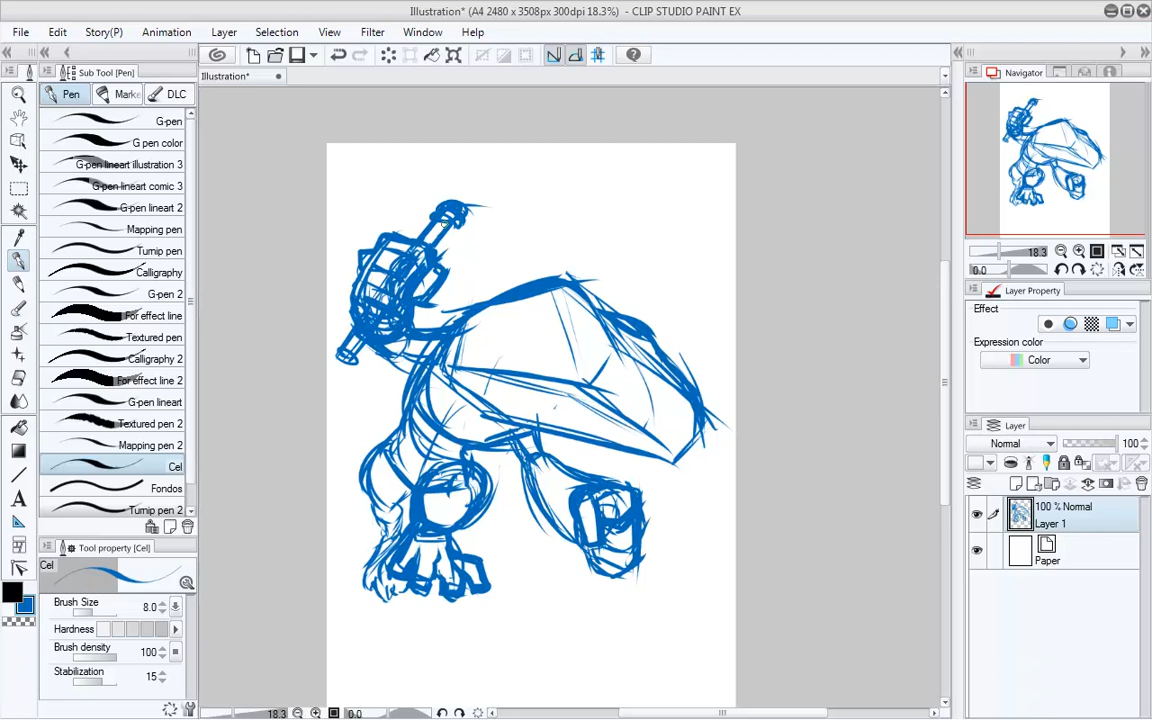 Illustration* (A4 2480 x 3508px 300dpi 18.3%)  - CLIP STUDIO PAINT EX
File Edit Story(P) Animation Layer Selection View Filter Window Help
Sub Tool [Pen]
Illustration*
Navigator
Pen Marke DLC
G-pen
G pen color
G-pen lineart illustration 3
G-pen lineart comic 3
G-pen lineart 2
Mapping pen
Turnip pen
Calligraphy
G-pen 2
For effect line
Textured pen
Calligraphy 2
For effect line 2
G-pen lineart
Textured pen 2
Mapping pen 2
Cel
Fondos
Turnip pen 2
Tool property [Cel]
Cel
Brush Size 8.0
Hardness
Brush density 100
Stabilization 15
18.3 0.0
18.3
0.0
Layer Property
Effect
Expression color
Color
Layer
Normal 100
100 % Normal
Layer 1
Paper